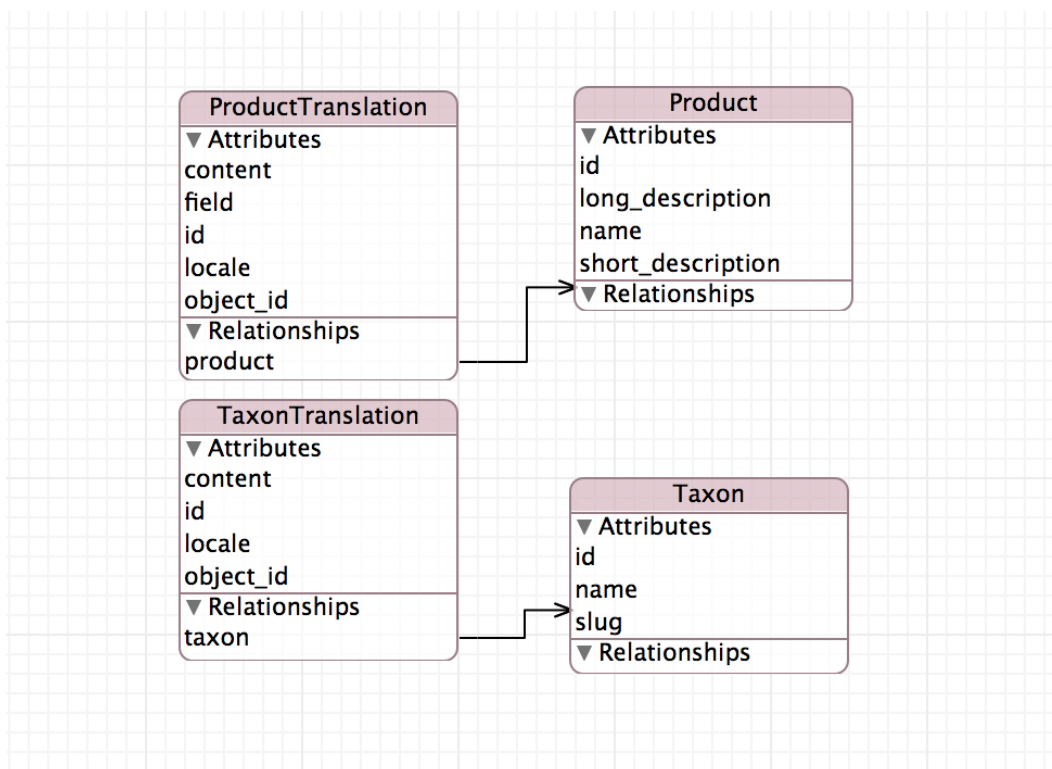 ProductTranslation
▼ Attributes
content
field
id
locale
object_id
▼ Relationships
product
Product
▼ Attributes
id
long_description
name
short_description
▼ Relationships
TaxonTranslation
▼ Attributes
content
id
locale
object_id
▼ Relationships
taxon
Taxon
▼ Attributes
id
name
slug
▼ Relationships